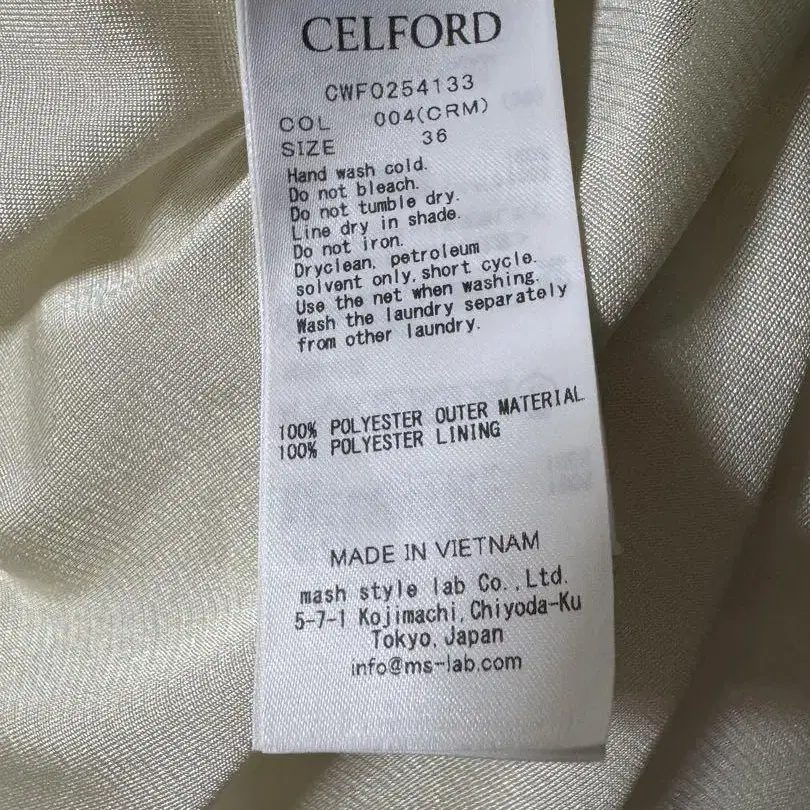 CELFORD
CWFO254133
COL 004(CRM)
SIZE 36
Hand wash cold.
Do not bleach.
Do not tumble dry.
Line dry in shade.
Do not iron.
Dryclean, petroleum
solvent only, short cycle.
Use the net when washing.
Wash the laundry separately
from other laundry.
100% POLYESTER OUTER MATERIAL
100% POLYESTER LINING
MADE IN VIETNAM
mash style lab Co.,Ltd.
5-7-1 Kojimachi, Chiyoda-Ku
Tokyo, Japan
info@ms-lab.com